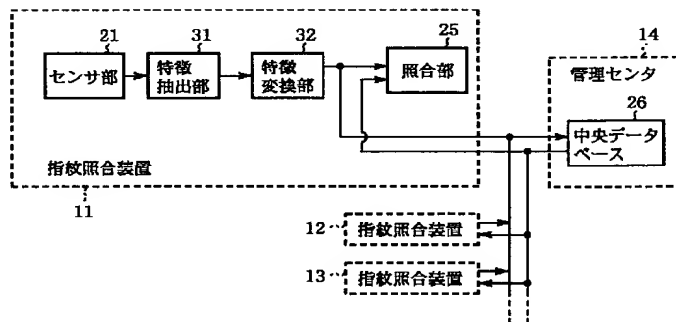 21
31
32
25
14
センサ部
特徴
抽出部
特徴
変換部
照合部
管理センタ
26
中央データ
ベース
指紋照合装置
11
12
指紋照合装置
13
指紋照合装置